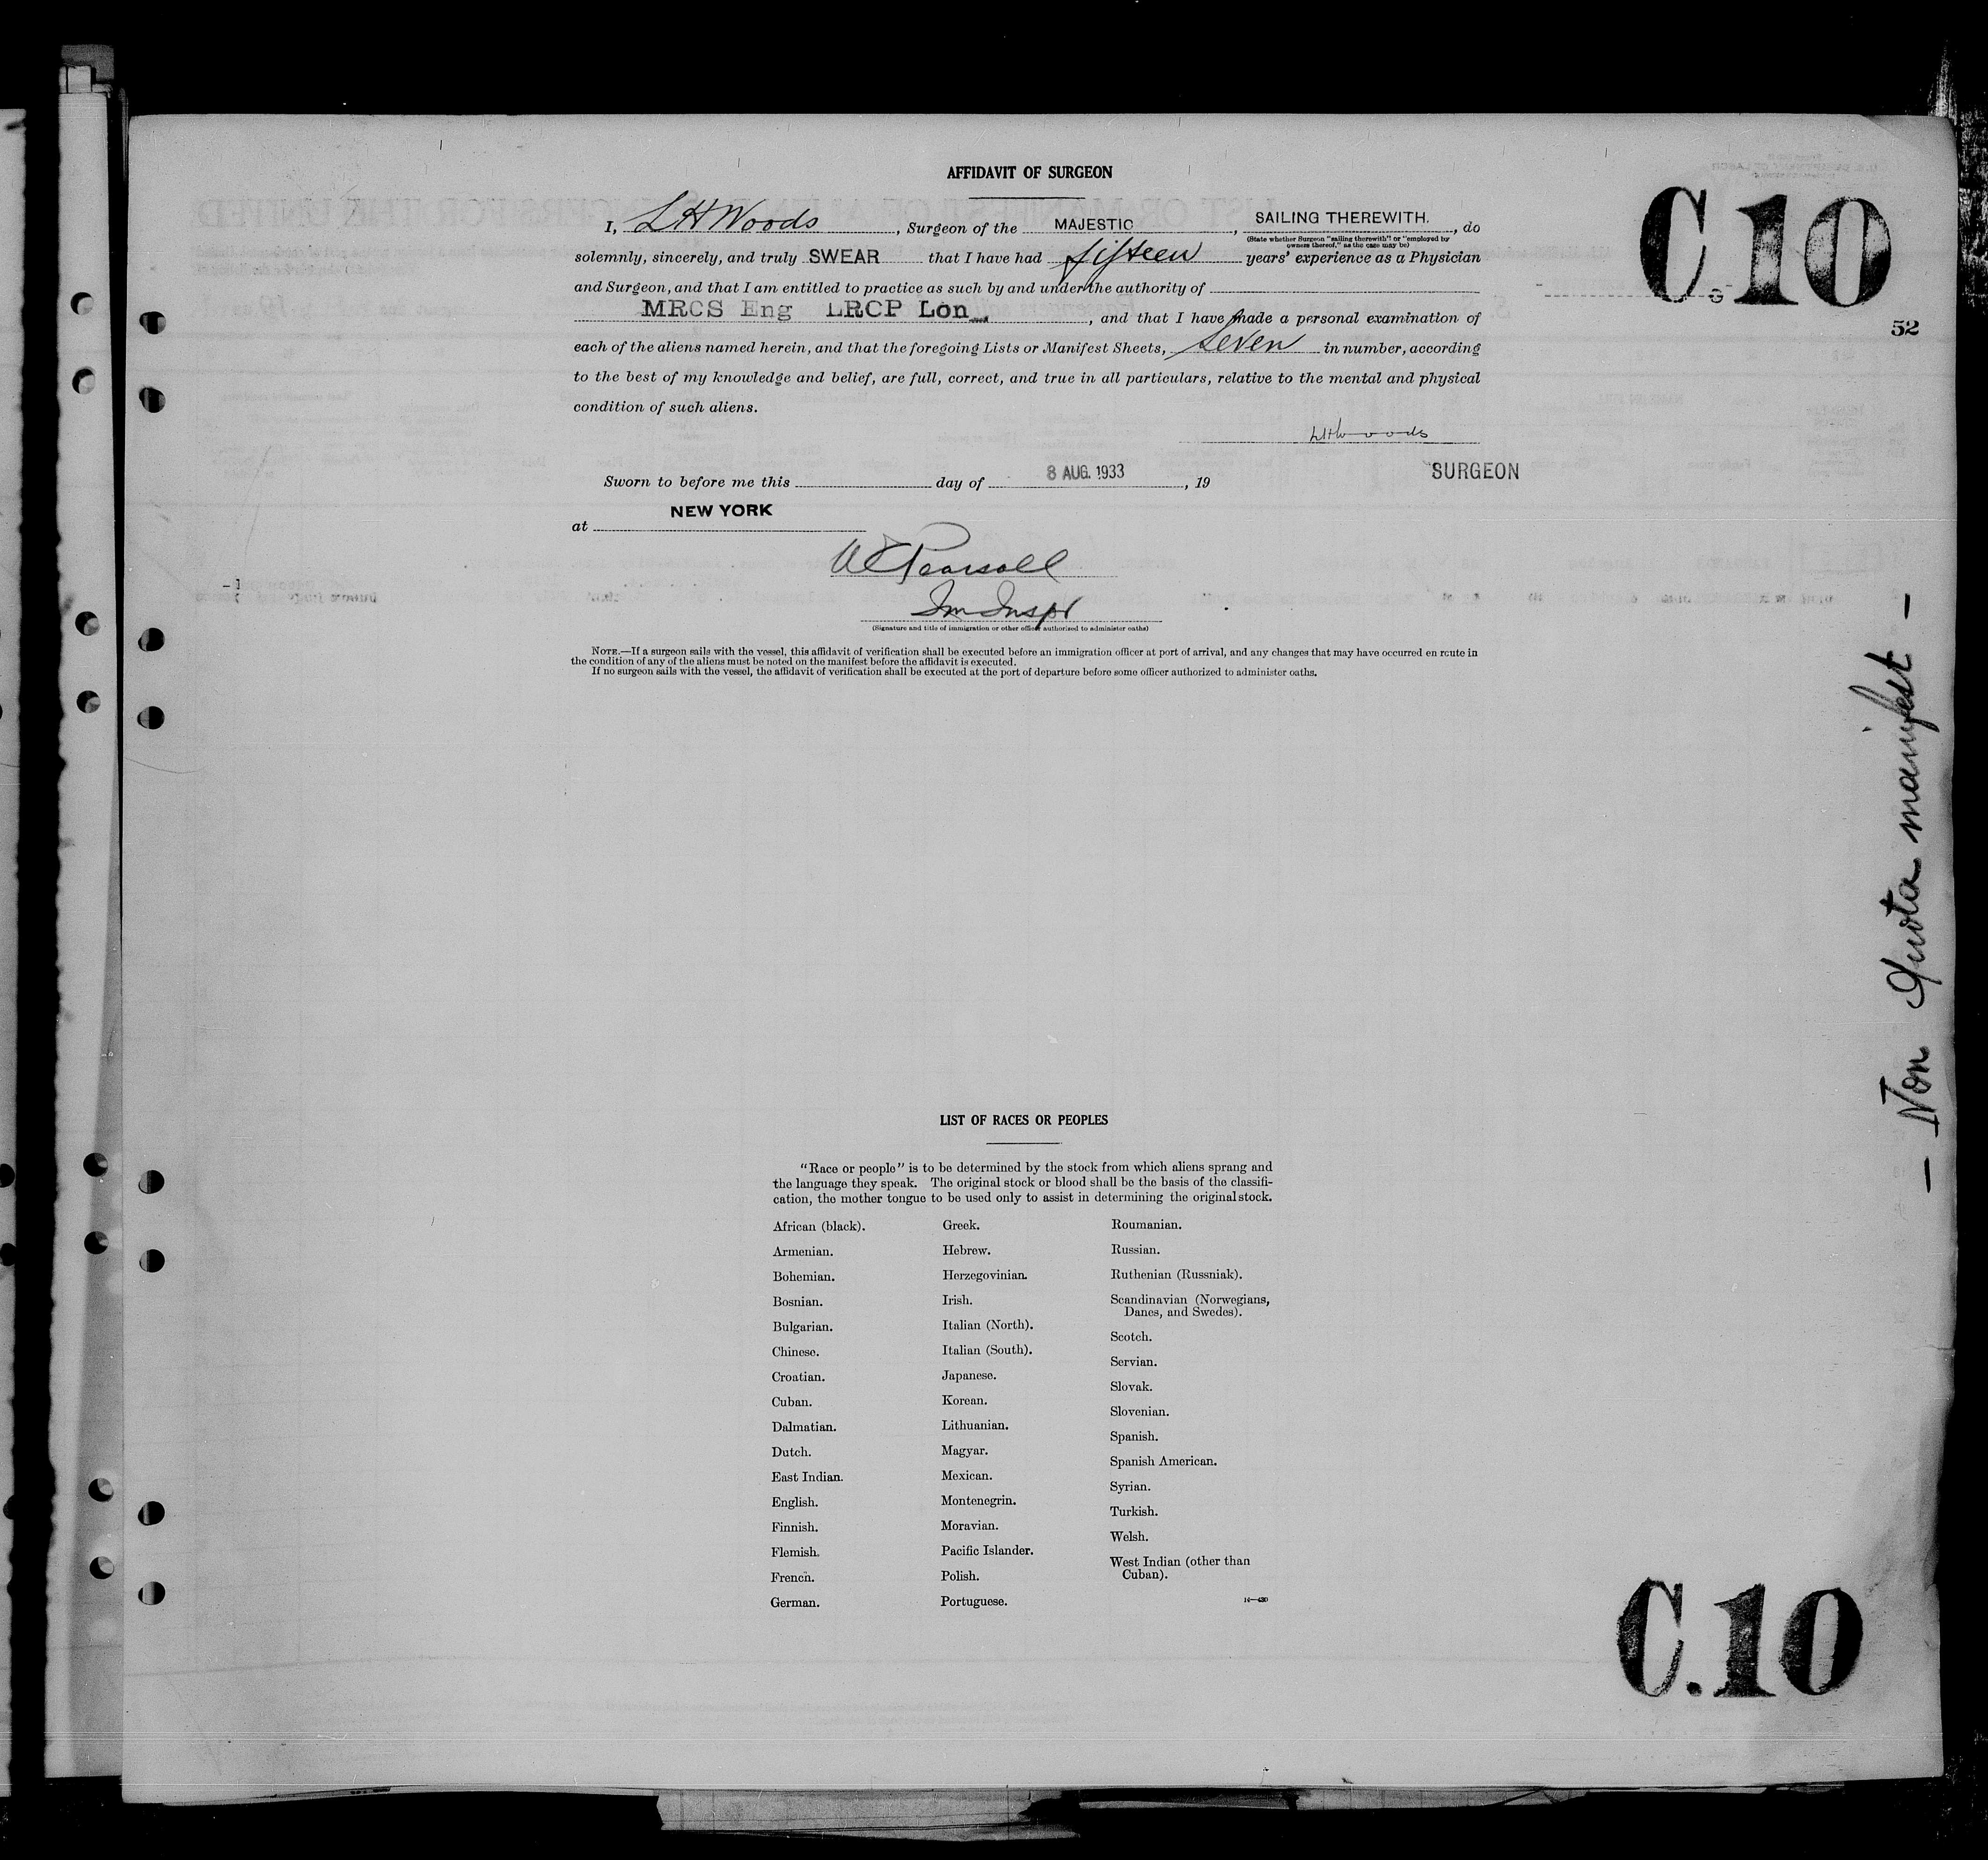 AFFIDAVIT OF SURGEON
C 10
52
I, L H Woods, Surgeon of the MAJESTIC, SAILING THEREWITH., do
(State whether Surgeon "sailing therewith" or "employed by
owners thereof," as the case may be)
solemnly, sincerely, and truly SWEAR that I have had fifteen years' experience as a Physician
and Surgeon, and that I am entitled to practice as such by and under the authority of
MRCS Eng LRCP Lon, and that I have made a personal examination of
each of the aliens named herein, and that the foregoing Lists or Manifest Sheets, Seven in number, according
to the best of my knowledge and belief, are full, correct, and true in all particulars, relative to the mental and physical
condition of such aliens.
LHWoods
SURGEON
Sworn to before me this day of 8 AUG. 1933, 19
at NEW YORK
W C Pearsall
Im Inspr
(Signature and title of immigration or other officer authorized to administer oaths)
NOTE.—If a surgeon sails with the vessel, this affidavit of verification shall be executed before an immigration officer at port of arrival, and any changes that may have occurred en route in
the condition of any of the aliens must be noted on the manifest before the affidavit is executed.
If no surgeon sails with the vessel, the affidavit of verification shall be executed at the port of departure before some officer authorized to administer oaths.
- Non Quota manifest -
LIST OF RACES OR PEOPLES
"Race or people" is to be determined by the stock from which aliens sprang and
the language they speak. The original stock or blood shall be the basis of the classifi-
cation, the mother tongue to be used only to assist in determining the original stock.
African (black).
Armenian.
Bohemian.
Bosnian.
Bulgarian.
Chinese.
Croatian.
Cuban.
Dalmatian.
Dutch.
East Indian.
English.
Finnish.
Flemish.
French.
German.
Greek.
Hebrew.
Herzegovinian.
Irish.
Italian (North).
Italian (South).
Japanese.
Korean.
Lithuanian.
Magyar.
Mexican.
Montenegrin.
Moravian.
Pacific Islander.
Polish.
Portuguese.
Roumanian.
Russian.
Ruthenian (Russniak).
Scandinavian (Norwegians,
Danes, and Swedes).
Scotch.
Servian.
Slovak.
Slovenian.
Spanish.
Spanish American.
Syrian.
Turkish.
Welsh.
West Indian (other than
Cuban).
C.10